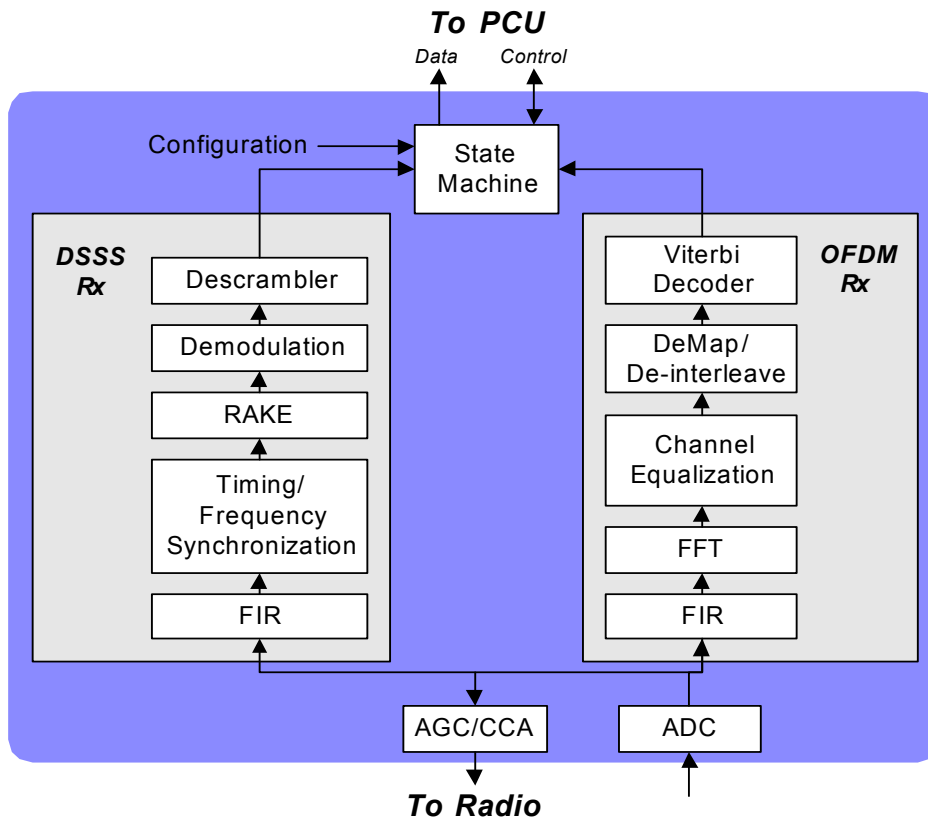 To PCU
Data Control
Configuration
State
Machine
DSSS
Rx
Descrambler
Demodulation
RAKE
Timing/
Frequency
Synchronization
FIR
OFDM
Rx
Viterbi
Decoder
DeMap/
De-interleave
Channel
Equalization
FFT
FIR
AGC/CCA
ADC
To Radio